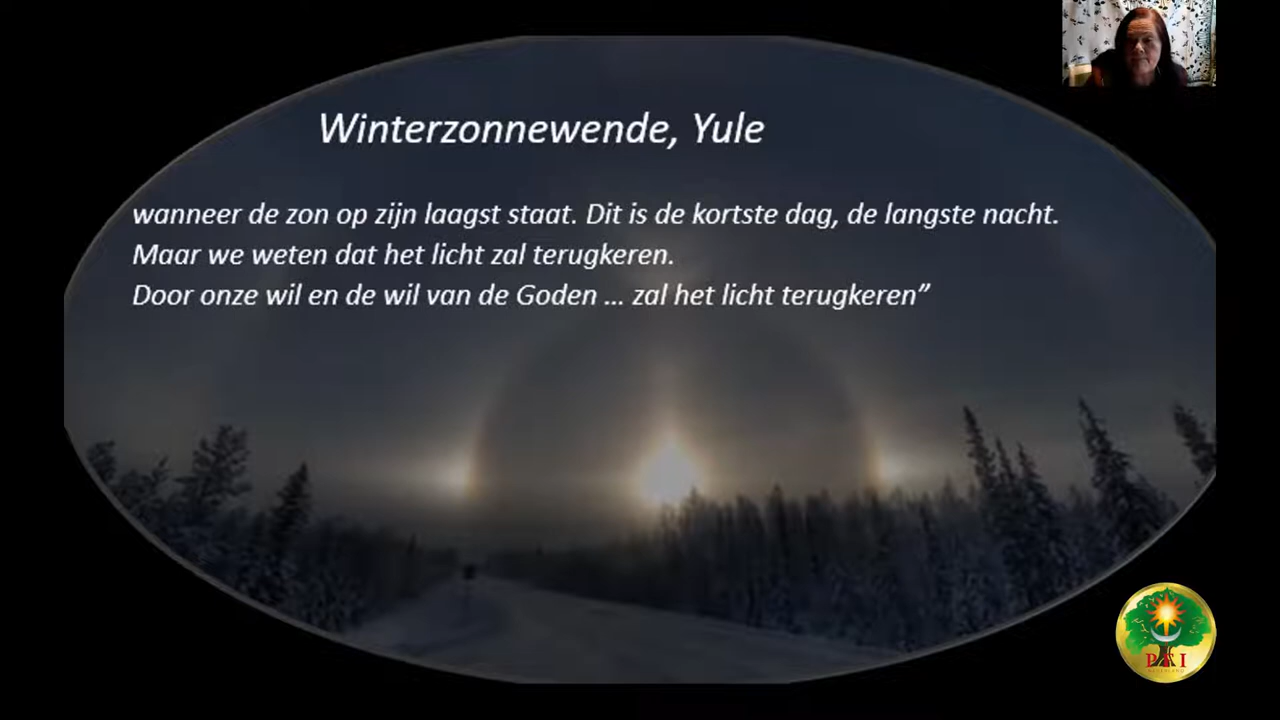 Winterzonnewende, Yule
wanneer de zon op zijn laagst staat. Dit is de kortste dag, de langste nacht.
Maar we weten dat het licht zal terugkeren.
Door onze wil en de wil van de Goden ... zal het licht terugkeren”
PFI